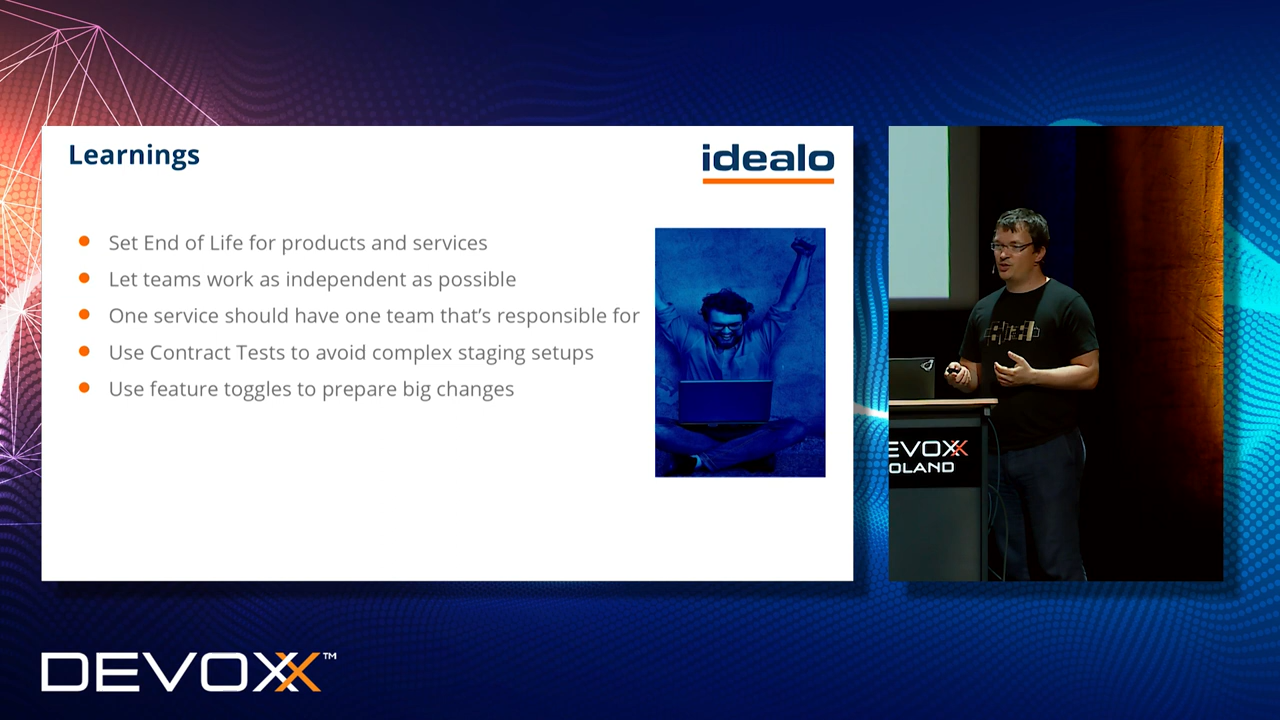 Learnings
idealo
Set End of Life for products and services
Let teams work as independent as possible
One service should have one team that's responsible for
Use Contract Tests to avoid complex staging setups
Use feature toggles to prepare big changes
EVOXX
OLAND
DEVOXX™